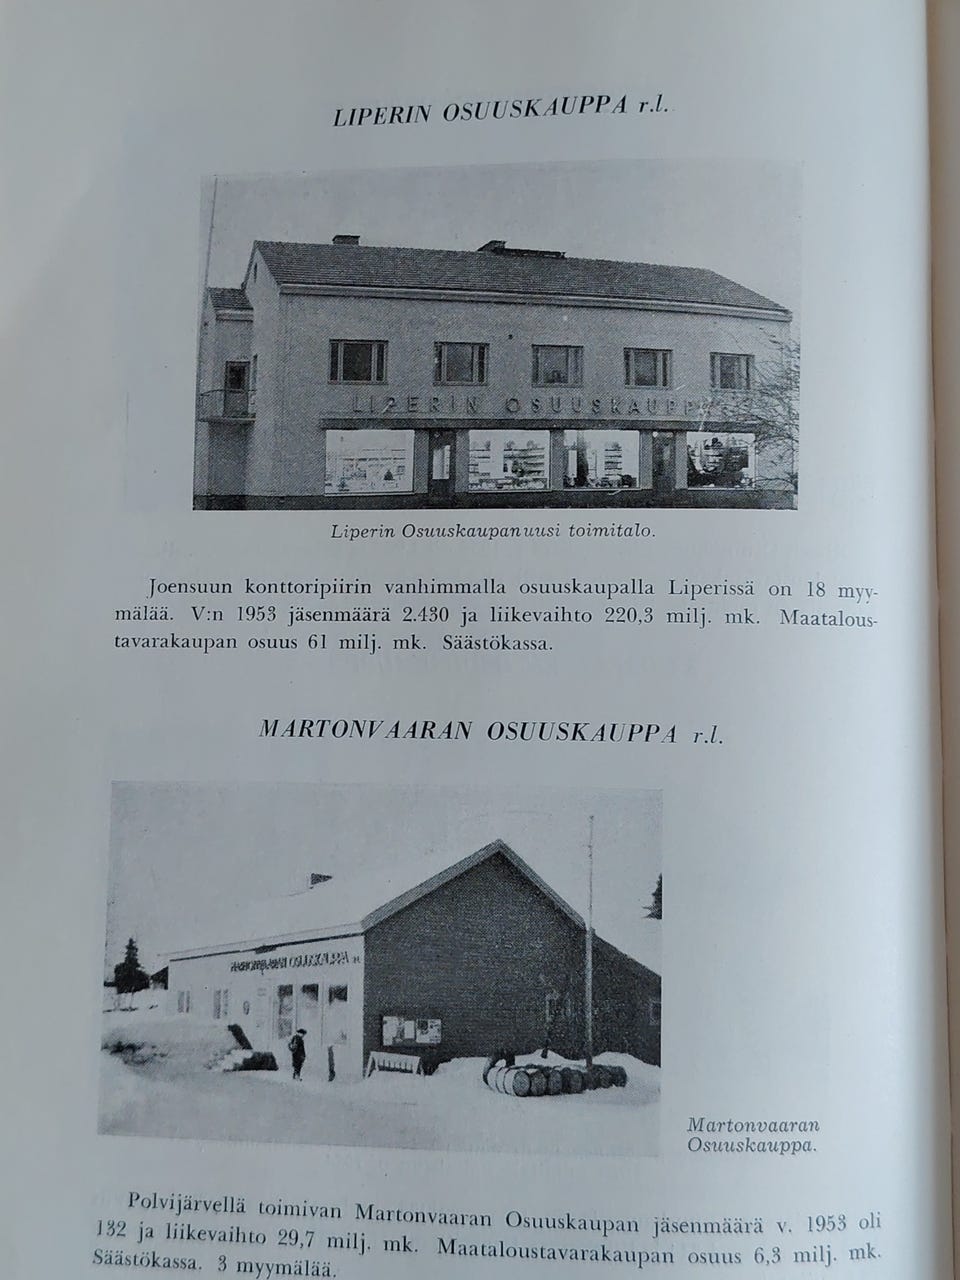 LIPERIN OSUUSKAUPPA r.l.
LIPERIN OSUUSKAUPPA
Liperin Osuuskaupan uusi toimitalo.
Joensuun konttoripiirin vanhimmalla osuuskaupalla Liperissä on 18 myy-
mälää. V:n 1953 jäsenmäärä 2.430 ja liikevaihto 220,3 milj. mk. Maatalous-
tavarakaupan osuus 61 milj. mk. Säästökassa.
MARTONVAARAN OSUUSKAUPPA r.l.
MARTONVAARAN OSUUSKAUPPA
Martonvaaran
Osuuskauppa.
Polvijärvellä toimivan Martonvaaran Osuuskaupan jäsenmäärä v. 1953 oli
132 ja liikevaihto 29,7 milj. mk. Maataloustavarakaupan osuus 6,3 milj. mk.
Säästökassa. 3 myymälää.